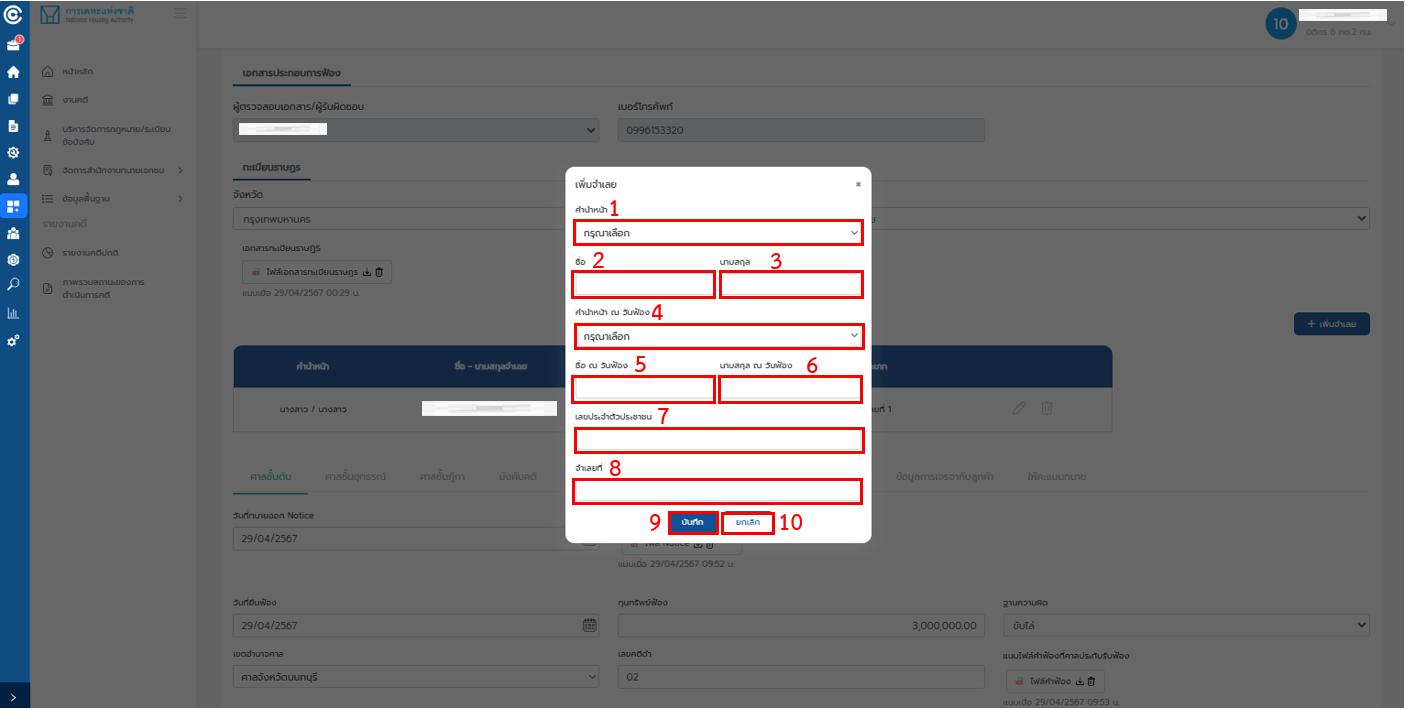 การเคหะแห่งชาติ
National Housing Authority
10
นิติกร 6 กด.2 กม.
1
หน้าหลัก
งานคดี
บริหารจัดการกฎหมาย/ระเบียบ
ข้อบังคับ
จัดการสำนักงานทนายเอกชน
ข้อมูลพื้นฐาน
รายงานคดี
รายงานคดีปกติ
ภาพรวมสถานะของการ
ดำเนินการคดี
เอกสารประกอบการฟ้อง
ผู้ตรวจสอบเอกสาร/ผู้รับผิดชอบ
เบอร์โทรศัพท์
0996153320
ทะเบียนราษฎร
จังหวัด
กรุงเทพมหานคร
เอกสารทะเบียนราษฎร
ไฟล์เอกสารทะเบียนราษฎร
แนบเมื่อ 29/04/2567 00:29 น.
+ เพิ่มจำเลย
คำนำหน้า
ชื่อ - นามสกุลจำเลย
นางสาว / นางสาว
เพิ่มจำเลย
×
คำนำหน้า 1
กรุณาเลือก
ชื่อ 2 นามสกุล 3
คำนำหน้า ณ วันฟ้อง 4
กรุณาเลือก
ชื่อ ณ วันฟ้อง 5 นามสกุล ณ วันฟ้อง 6
เลขประจำตัวประชาชน 7
จำเลยที่ 8
9 บันทึก ยกเลิก 10
ศาลชั้นต้น ศาลชั้นอุทธรณ์ ศาลชั้นฎีกา บังคับคดี ข้อมูลการเจรจากับลูกค้า ให้คะแนนทนาย
วันที่ทนายออก Notice
29/04/2567
ไฟล์ Notice
แนบเมื่อ 29/04/2567 09:52 น.
วันที่ยื่นฟ้อง ทุนทรัพย์ฟ้อง ฐานความผิด
29/04/2567 3,000,000.00 ขับไล่
เขตอำนาจศาล เลขคดีดำ แนบไฟล์คำฟ้องที่ศาลประทับรับฟ้อง
ศาลจังหวัดนนทบุรี 02 ไฟล์คำฟ้อง
แนบเมื่อ 29/04/2567 09:53 น.